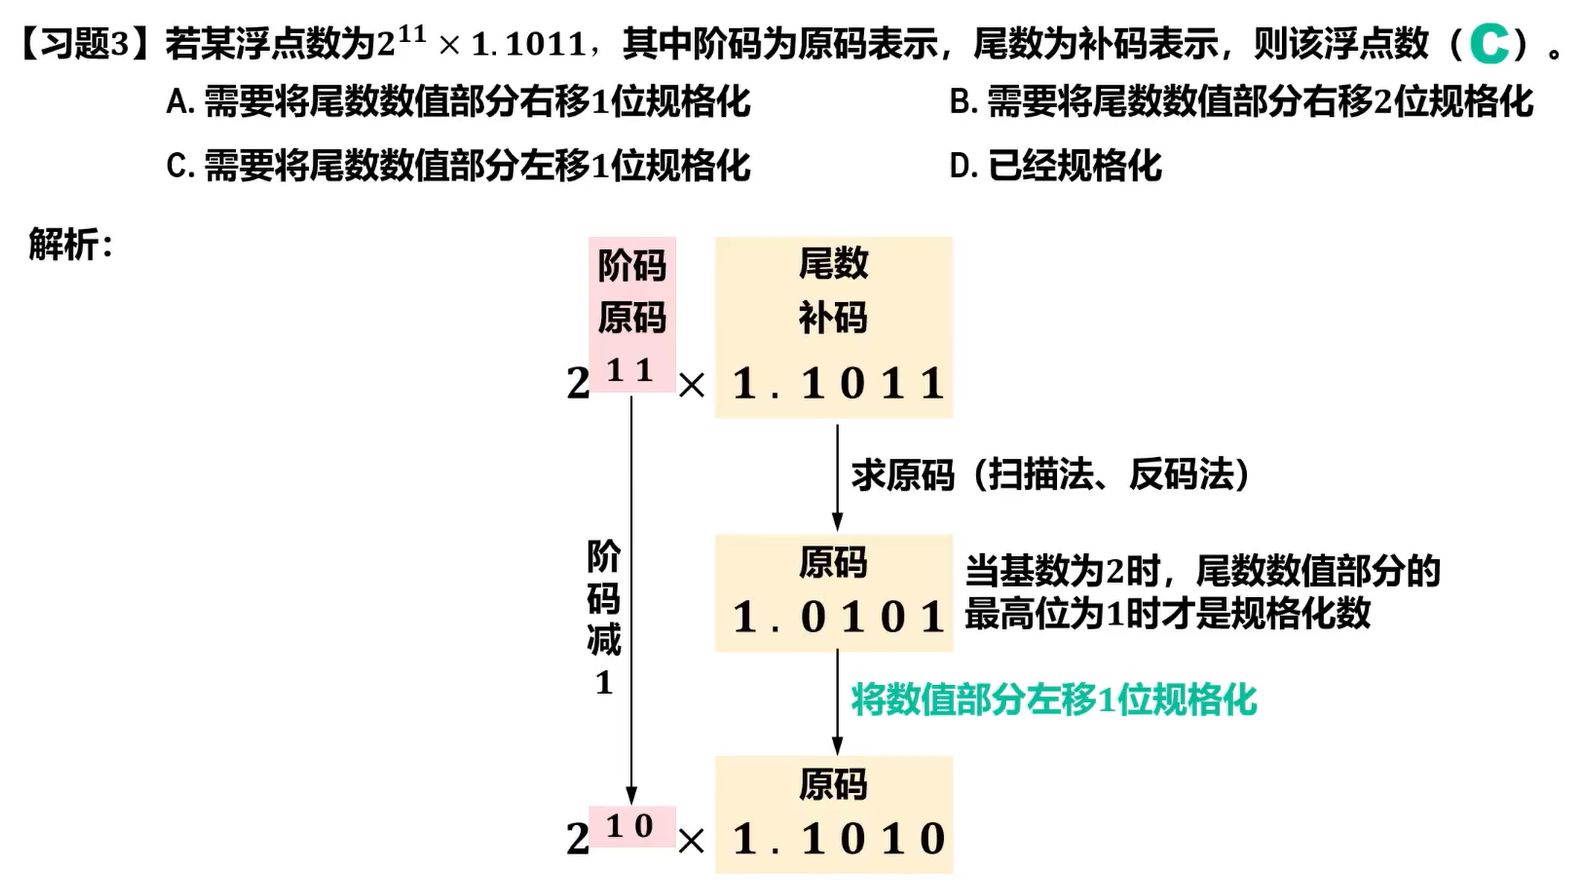 【习题3】若某浮点数为2¹¹ × 1.1011，其中阶码为原码表示，尾数为补码表示，则该浮点数（C）。
A. 需要将尾数数值部分右移1位规格化
B. 需要将尾数数值部分右移2位规格化
C. 需要将尾数数值部分左移1位规格化
D. 已经规格化
解析：
阶码
原码
尾数
补码
2¹¹ × 1.1011
求原码（扫描法、反码法）
阶码减1
原码
1.0101
当基数为2时，尾数数值部分的
最高位为1时才是规格化数
将数值部分左移1位规格化
原码
2¹⁰ × 1.1010